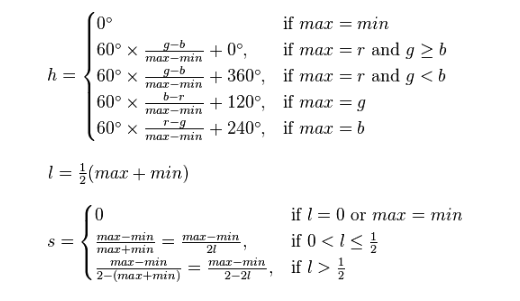 h = { 0° if max = min
60° × (g−b)/(max−min) + 0°, if max = r and g ≥ b
60° × (g−b)/(max−min) + 360°, if max = r and g < b
60° × (b−r)/(max−min) + 120°, if max = g
60° × (r−g)/(max−min) + 240°, if max = b
l = 1/2(max + min)
s = { 0 if l = 0 or max = min
(max−min)/(max+min) = (max−min)/2l, if 0 < l ≤ 1/2
(max−min)/(2−(max+min)) = (max−min)/(2−2l), if l > 1/2